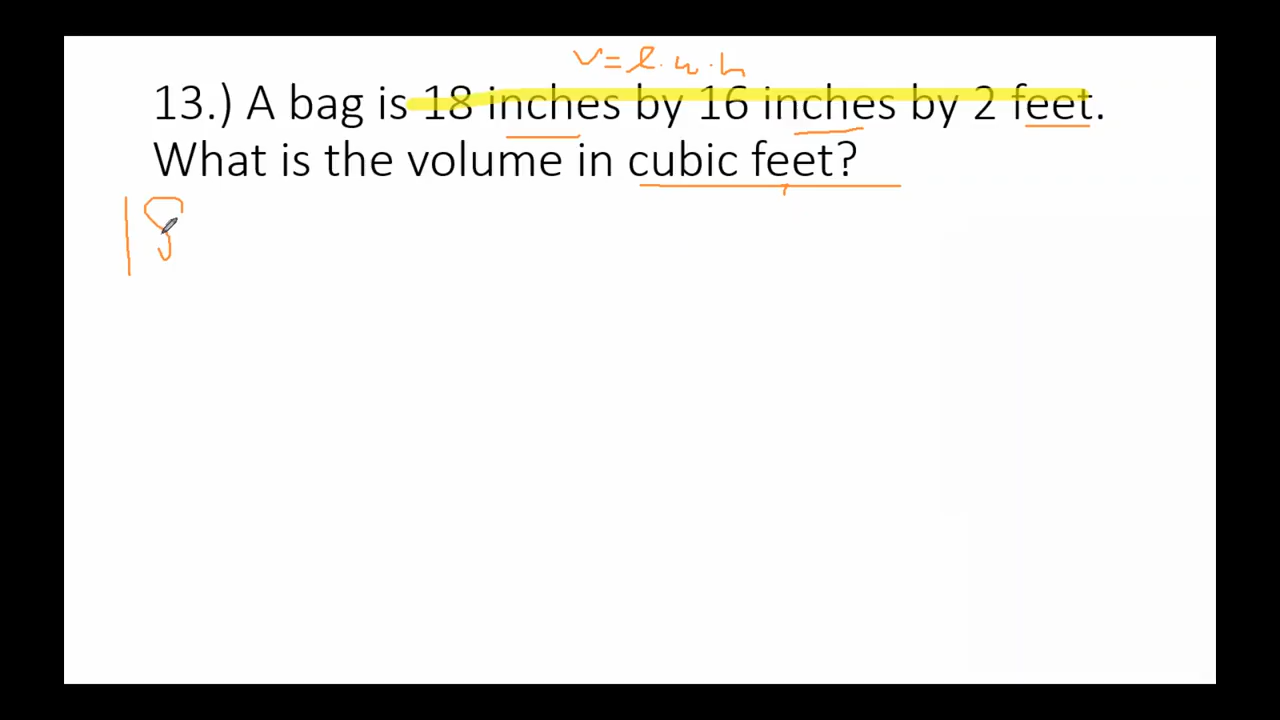 V=l·w·h
13.) A bag is 18 inches by 16 inches by 2 feet.
What is the volume in cubic feet?
18